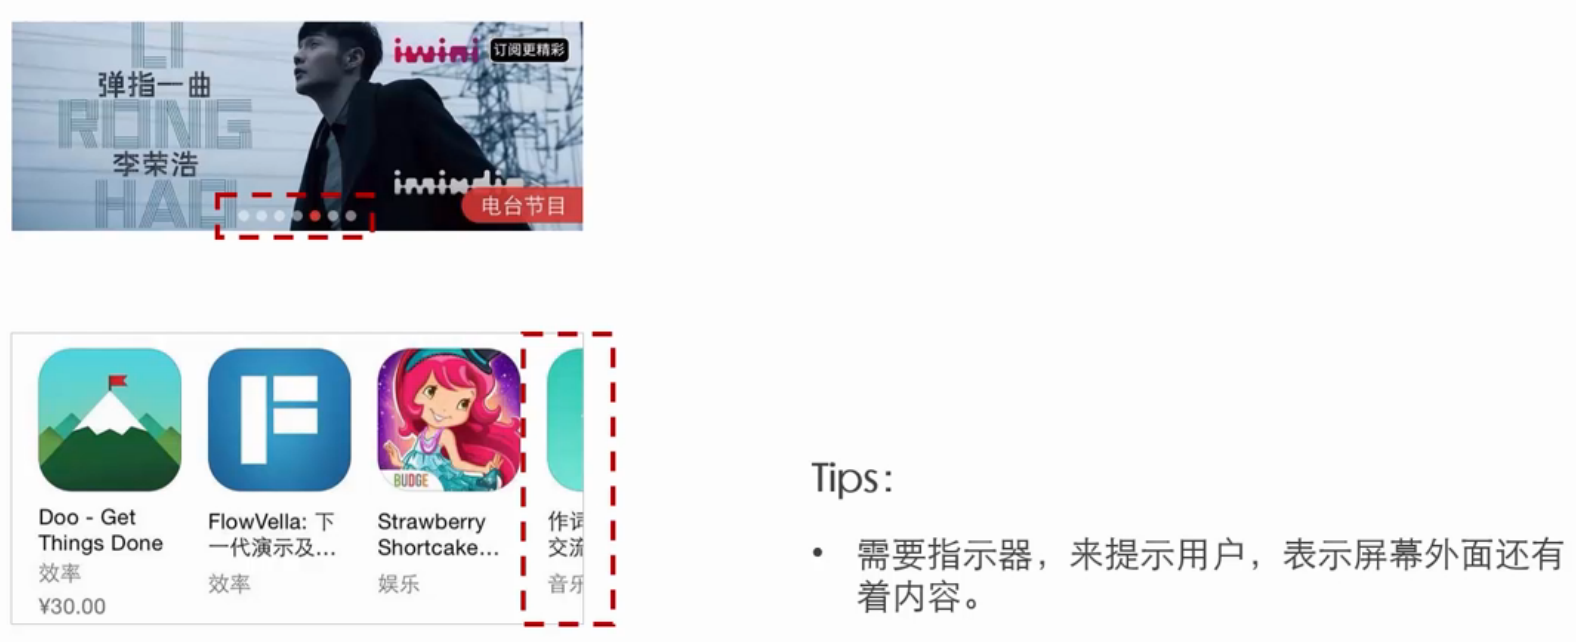 LI
弹指一曲
RONG
李荣浩
HAO
订阅更精彩
电台节目
BUDGE
Doo - Get
Things Done
效率
¥30.00
FlowVella: 下
一代演示及...
效率
Strawberry
Shortcake...
娱乐
作词
交流
音乐
Tips:
• 需要指示器，来提示用户，表示屏幕外面还有
着内容。